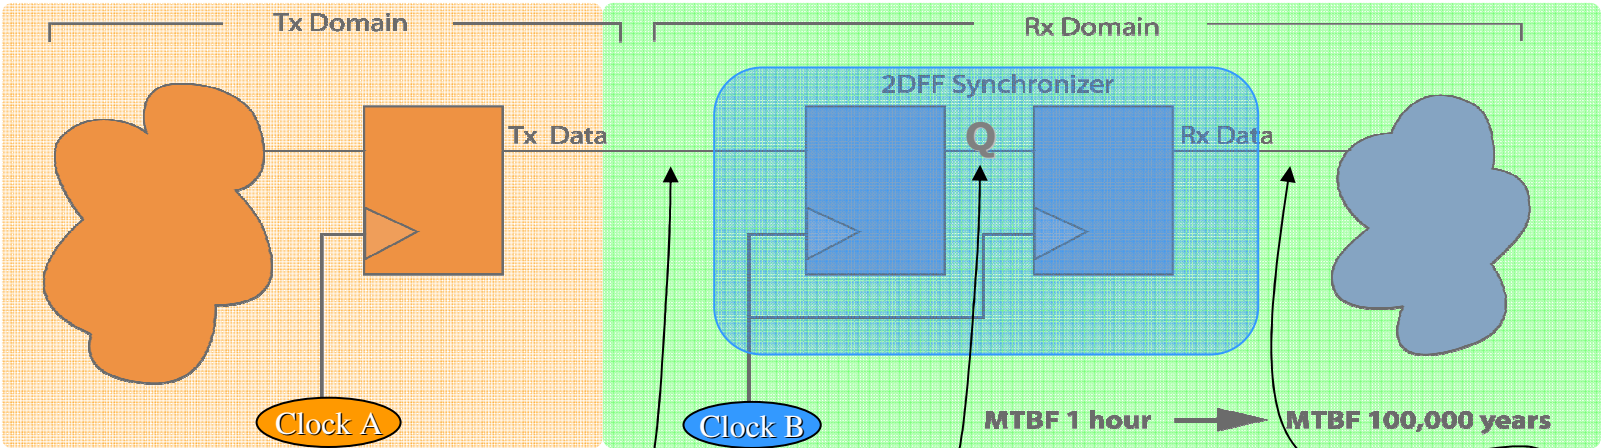 Tx Domain
Rx Domain
2DFF Synchronizer
Tx Data
Q
Rx Data
Clock A
Clock B
MTBF 1 hour
MTBF 100,000 years